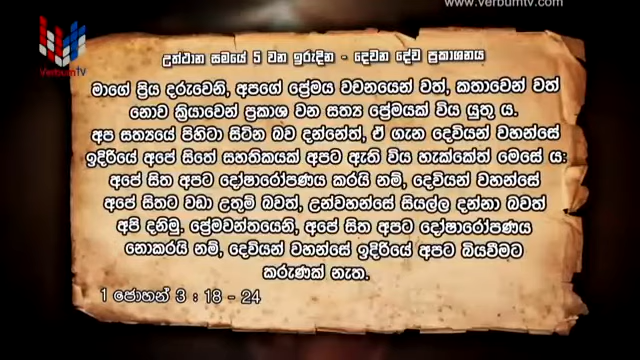 www.verbumtv.com
VerbumTV
උත්ථාන සමයේ 5 වන ඉරුදින - දෙවන දේව ප්‍රකාශනය
මාගේ ප්‍රිය දරුවෙනි, අපගේ ප්‍රේමය වචනයෙන් වත්, කතාවෙන් වත්
නොව ක්‍රියාවෙන් ප්‍රකාශ වන සත්‍ය ප්‍රේමයක් විය යුතු ය.
අප සත්‍යයේ පිහිටා සිටින බව දන්නේත්, ඒ ගැන දෙවියන් වහන්සේ
ඉදිරියේ අපේ සිතේ සහතිකයක් අපට ඇති විය හැක්කේත් මෙසේ ය:
අපේ සිත අපට දෝෂාරෝපණය කරයි නම්, දෙවියන් වහන්සේ
අපේ සිතට වඩා උතුම් බවත්, උන්වහන්සේ සියල්ල දන්නා බවත්
අපි දනිමු. ප්‍රේමවන්තයෙනි, අපේ සිත අපට දෝෂාරෝපණය
නොකරයි නම්, දෙවියන් වහන්සේ ඉදිරියේ අපට බියවීමට
කරුණක් නැත.
1 ජොහන් 3 : 18 - 24